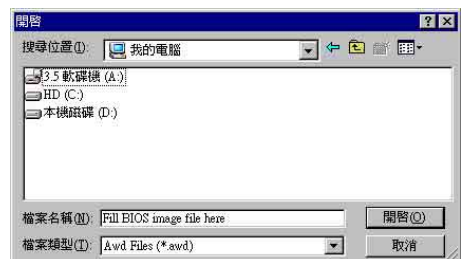 開啓
搜尋位置(I): 我的電腦
3.5 軟碟機 (A:)
HD (C:)
本機磁碟 (D:)
檔案名稱(N): Fill BIOS image file here 開啓(O)
檔案類型(T): Awd Files (*.awd) 取消